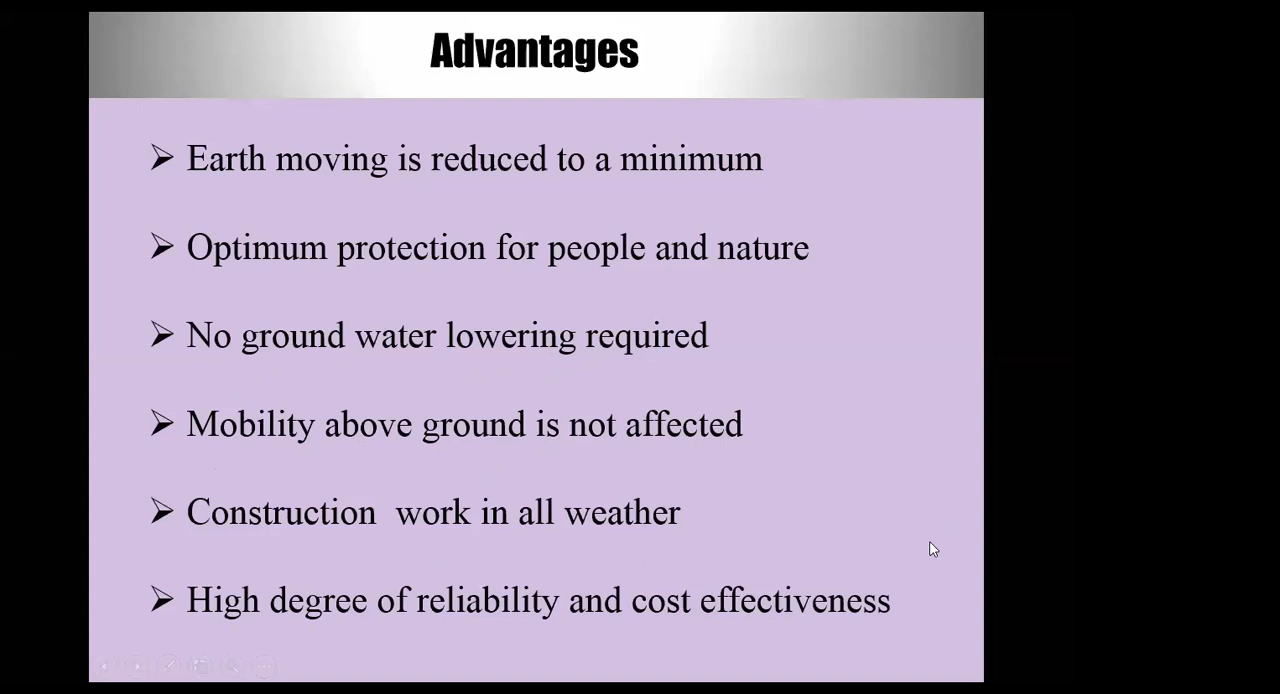 Advantages
➢ Earth moving is reduced to a minimum
➢ Optimum protection for people and nature
➢ No ground water lowering required
➢ Mobility above ground is not affected
➢ Construction  work in all weather
➢ High degree of reliability and cost effectiveness